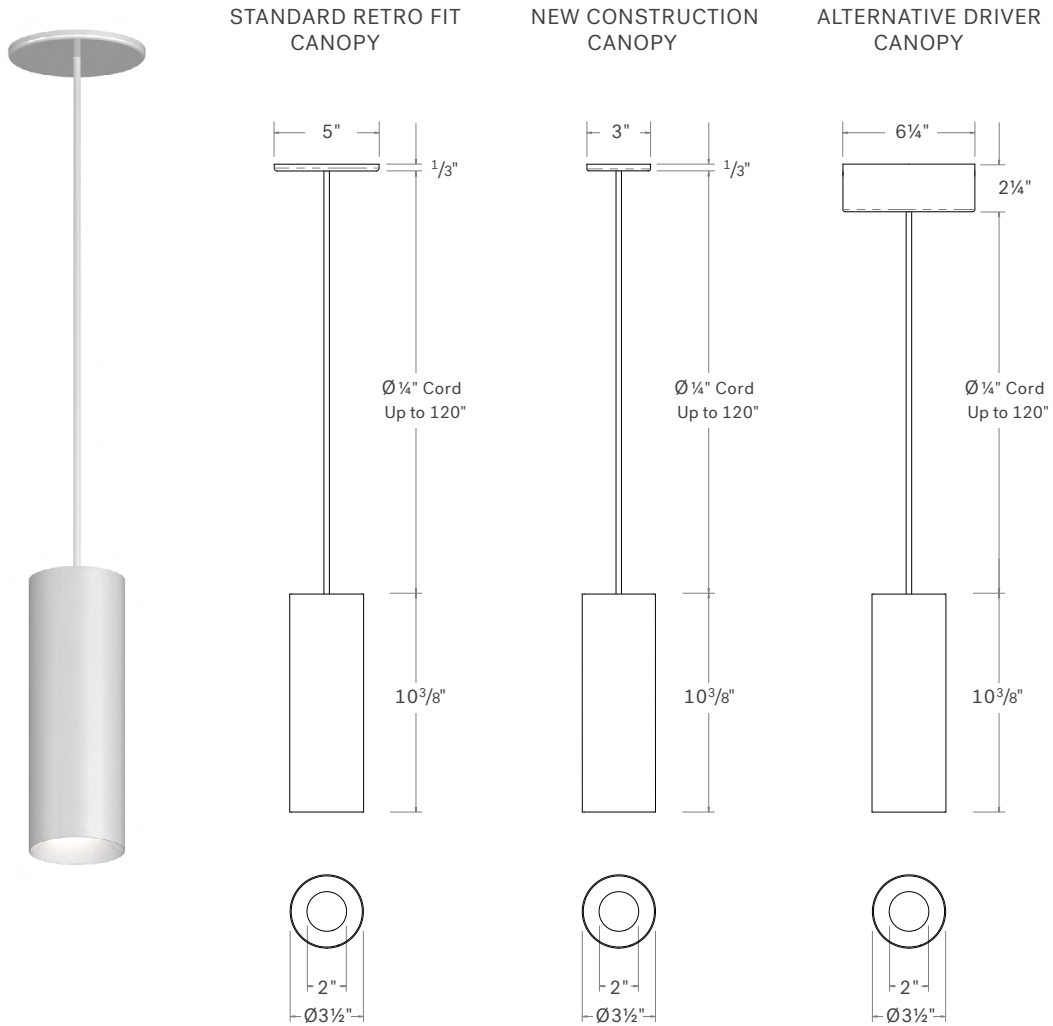 STANDARD RETRO FIT
CANOPY
NEW CONSTRUCTION
CANOPY
ALTERNATIVE DRIVER
CANOPY
5"
1/3"
3"
1/3"
6¼"
2¼"
Ø ¼" Cord
Up to 120"
Ø ¼" Cord
Up to 120"
Ø ¼" Cord
Up to 120"
10³/8"
10³/8"
10³/8"
2"
Ø3½"
2"
Ø3½"
2"
Ø3½"